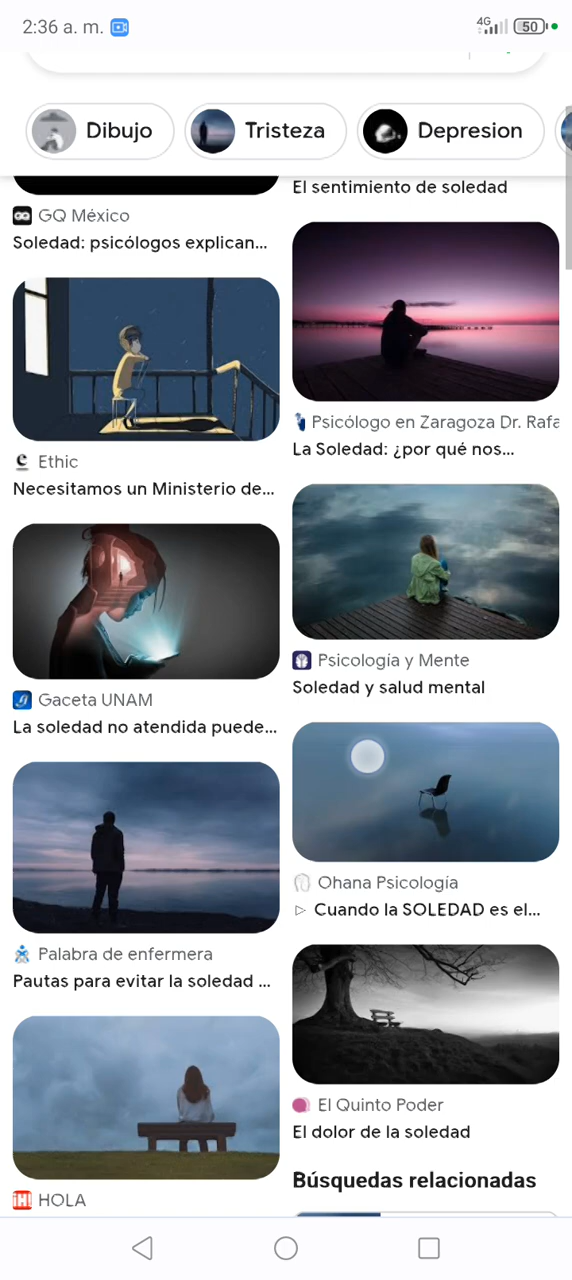 2:36 a. m.
4G
50
Dibujo
Tristeza
Depresion
GQ México
Soledad: psicólogos explican...
Ethic
Necesitamos un Ministerio de...
Gaceta UNAM
La soledad no atendida puede...
Palabra de enfermera
Pautas para evitar la soledad ...
HOLA
El sentimiento de soledad
Psicólogo en Zaragoza Dr. Rafa
La Soledad: ¿por qué nos...
Psicología y Mente
Soledad y salud mental
Ohana Psicología
Cuando la SOLEDAD es el...
El Quinto Poder
El dolor de la soledad
Búsquedas relacionadas